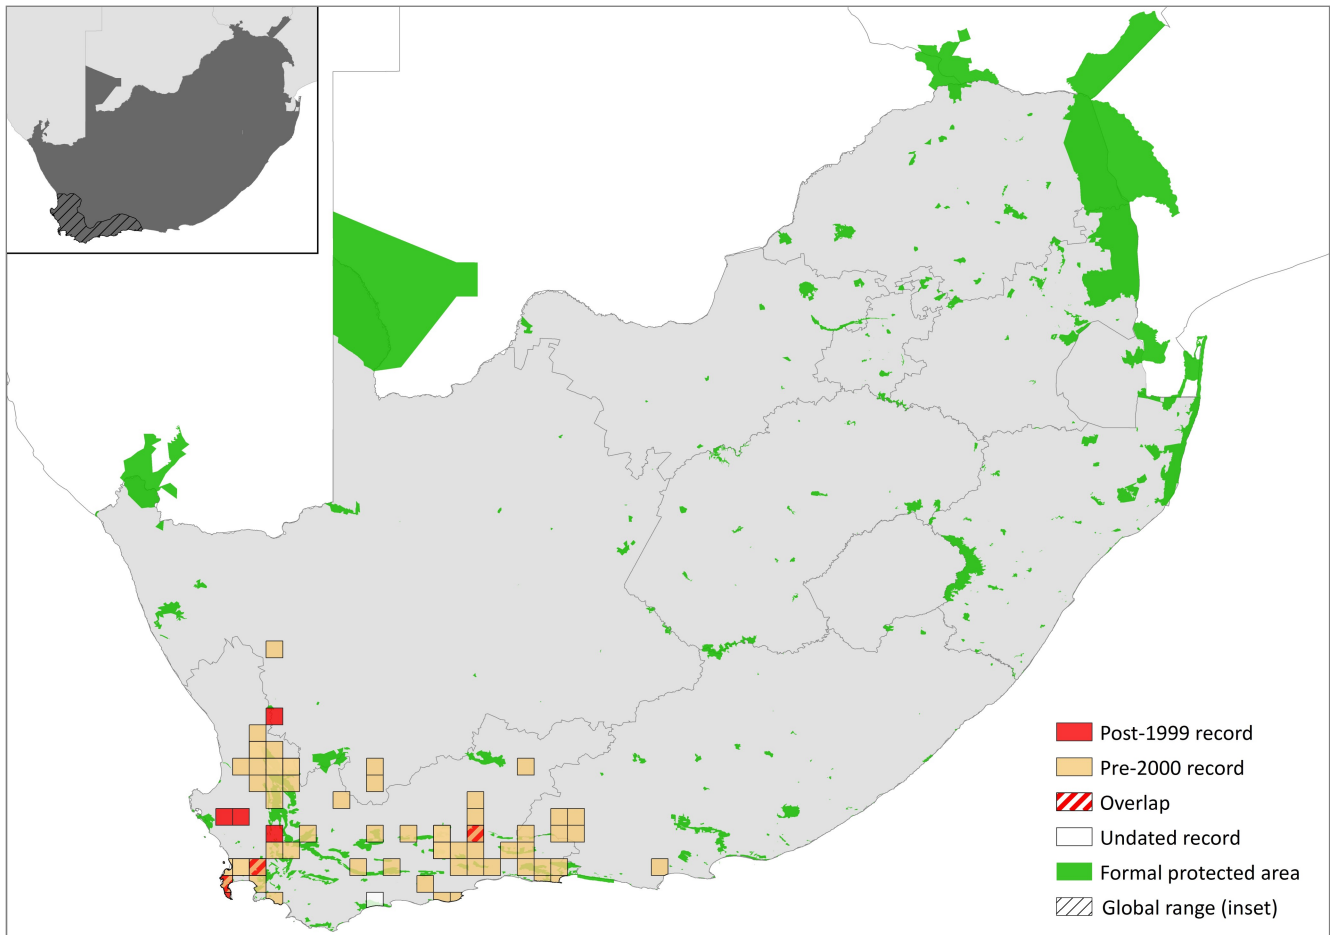 Post-1999 record
Pre-2000 record
Overlap
Undated record
Formal protected area
Global range (inset)